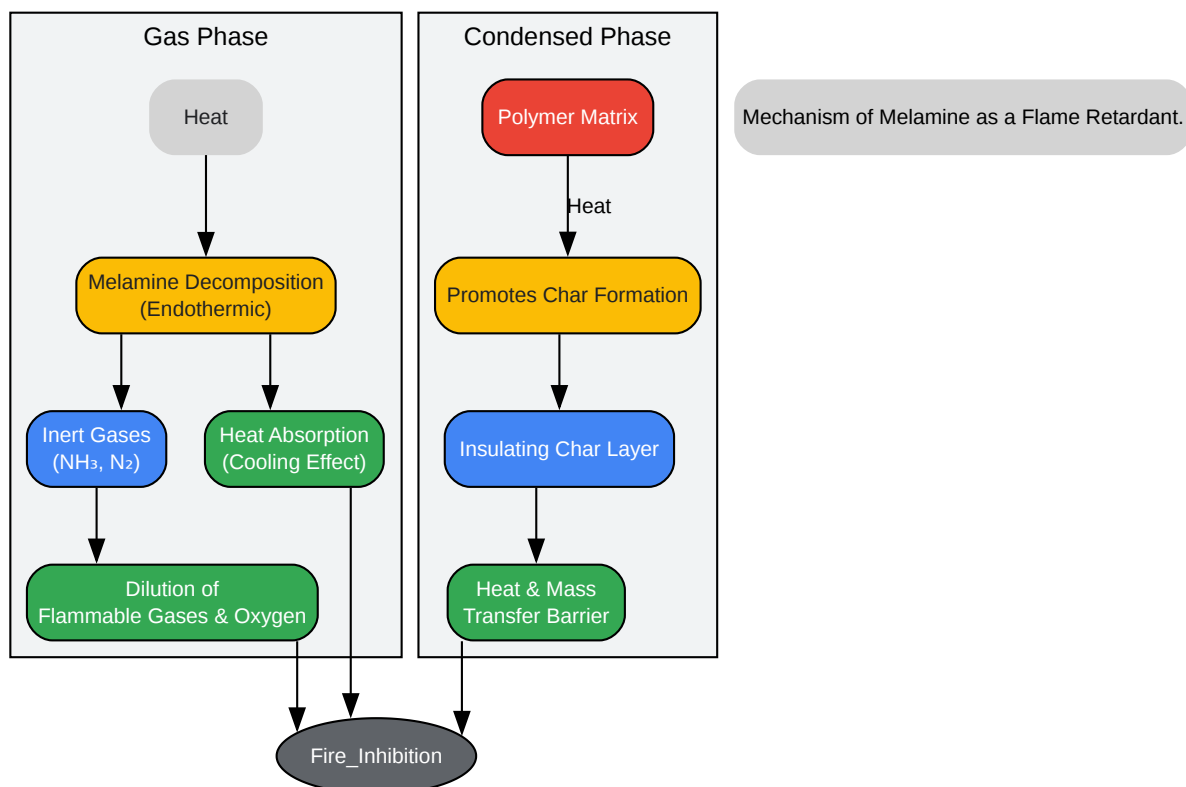 Gas Phase
Heat
Melamine Decomposition
(Endothermic)
Inert Gases
(NH₃, N₂)
Heat Absorption
(Cooling Effect)
Dilution of
Flammable Gases & Oxygen
Condensed Phase
Polymer Matrix
Heat
Promotes Char Formation
Insulating Char Layer
Heat & Mass
Transfer Barrier
Fire_Inhibition
Mechanism of Melamine as a Flame Retardant.